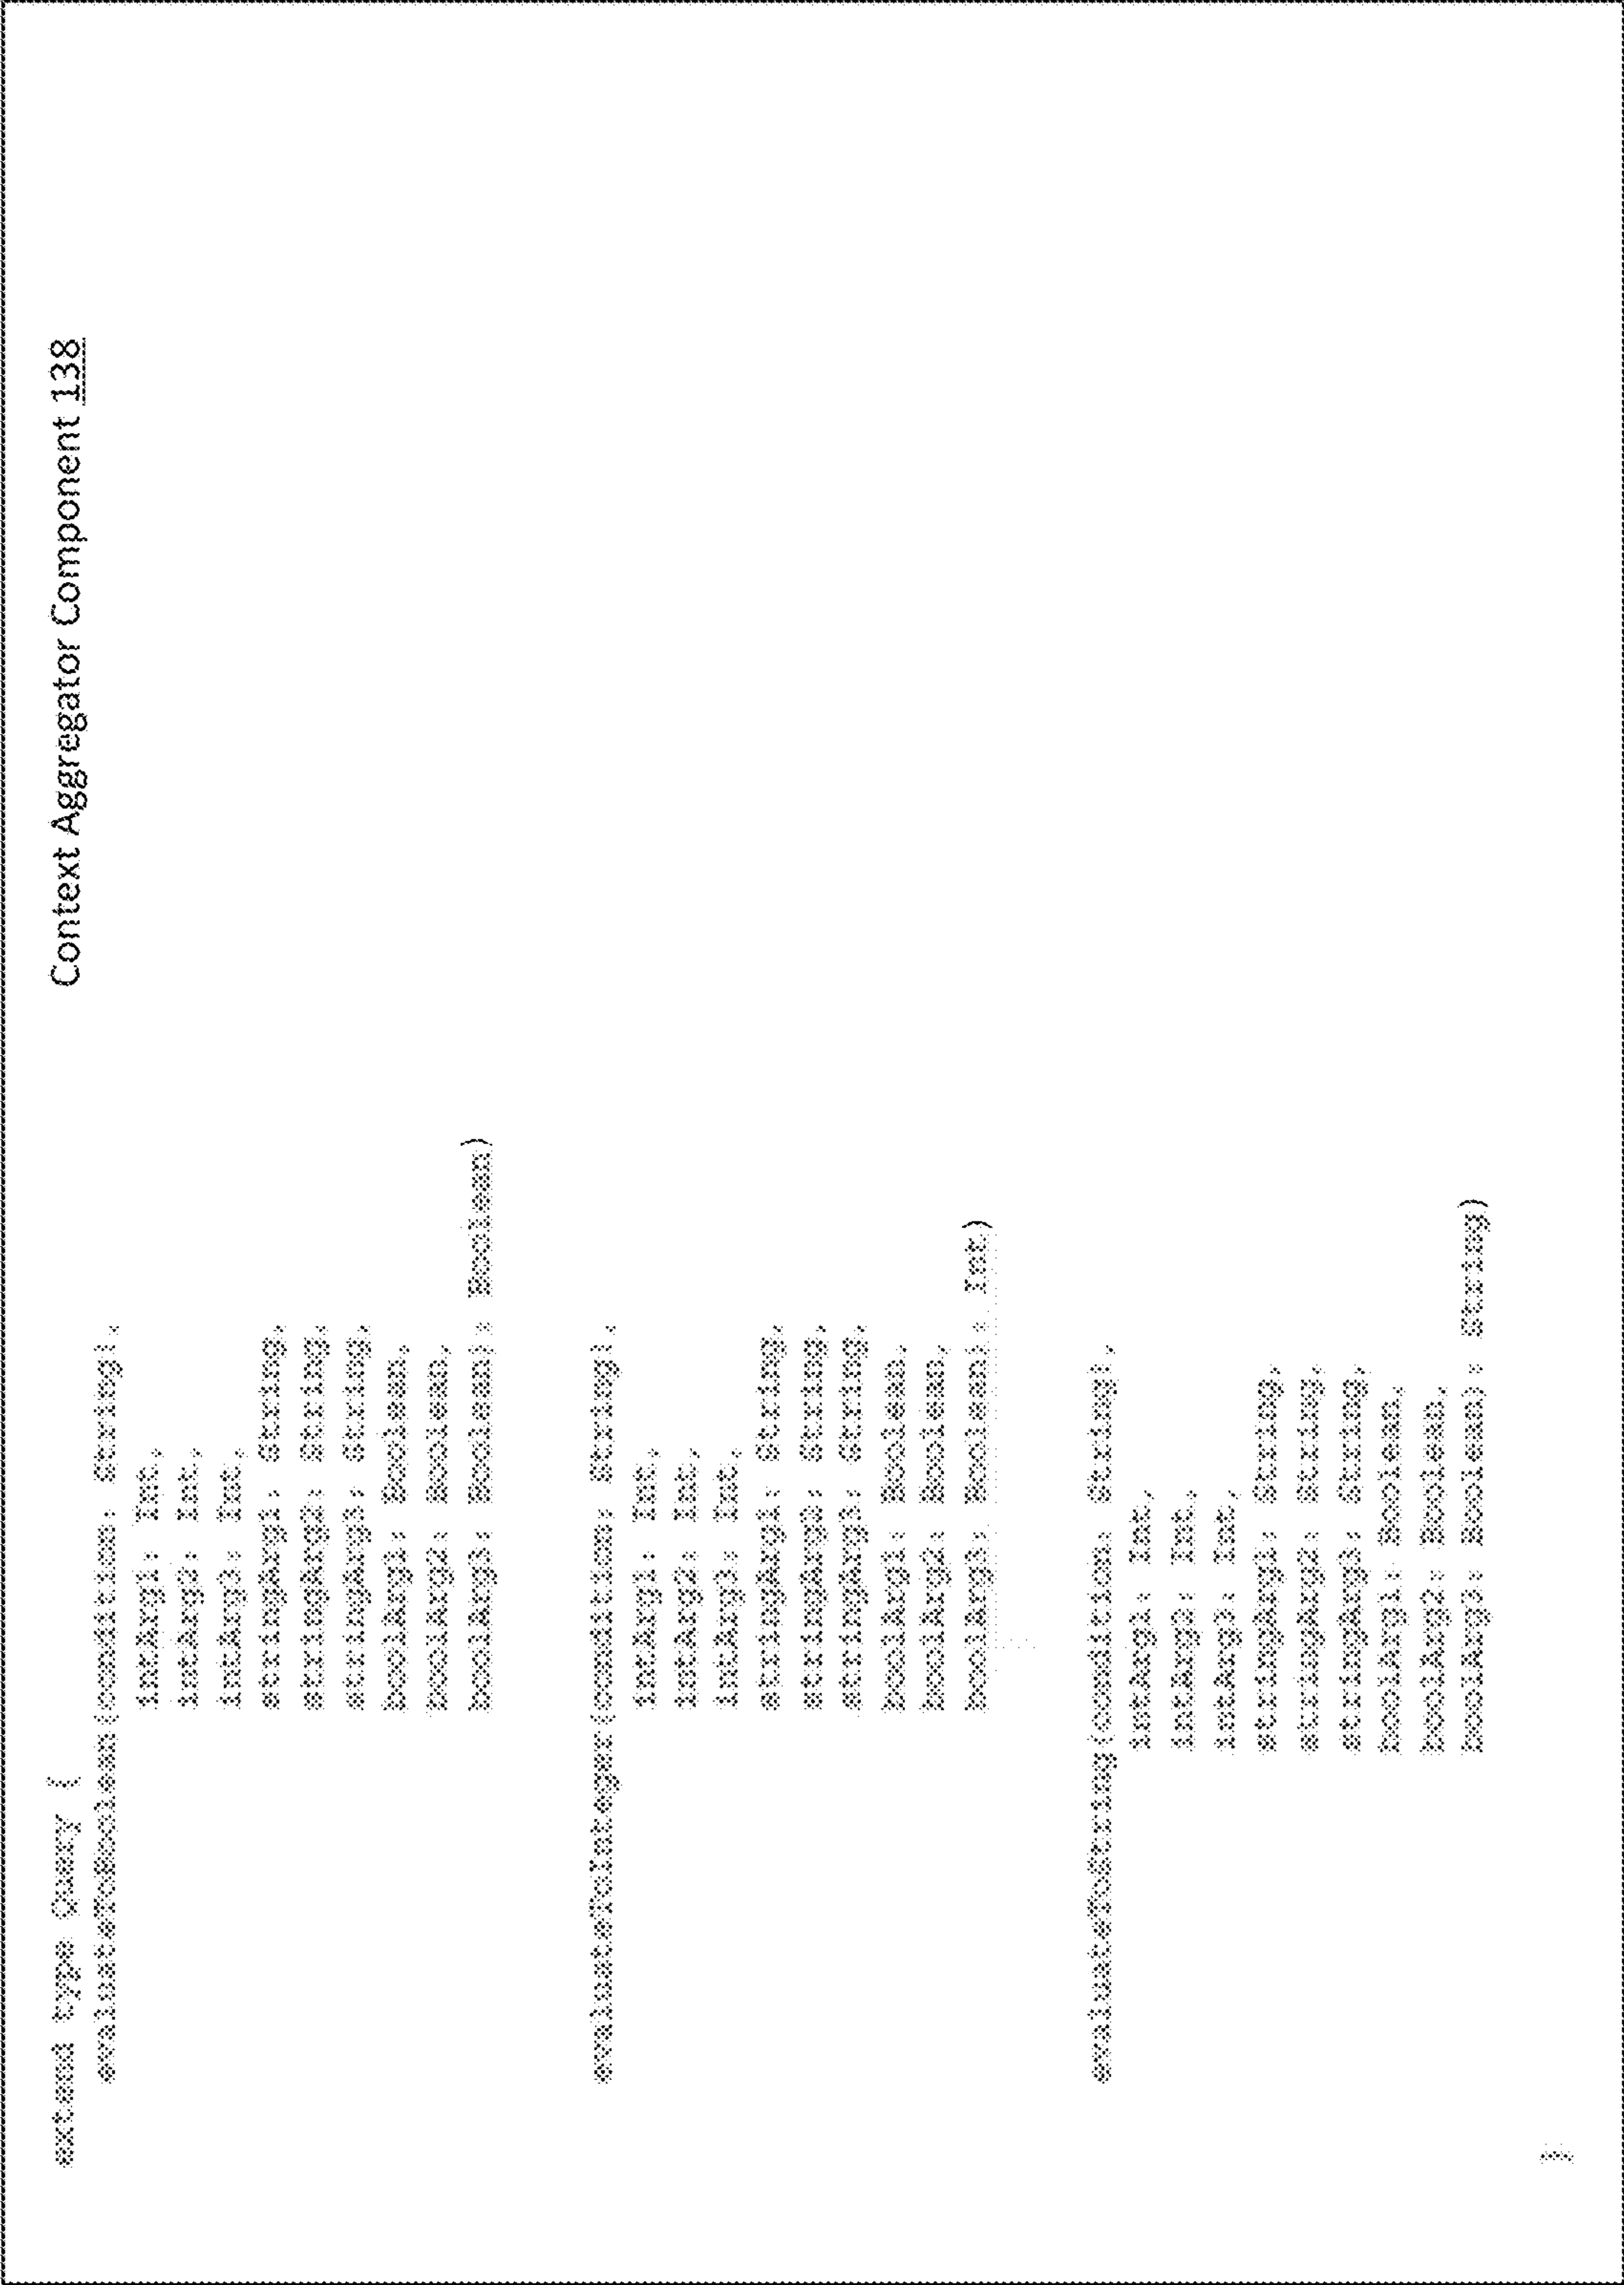 Context Aggregator Component 138
extend type Query {
evaluateToBoolean(condition: String!,
intArg1: Int,
intArg2: Int,
intArg3: Int,
stringArg1: String,
stringArg2: String,
stringArg3: String,
boolArg1: Boolean,
boolArg2: Boolean,
boolArg3: Boolean): Boolean)
evaluateToInteger(condition: String!,
intArg1: Int,
intArg2: Int,
intArg3: Int,
stringArg1: String,
stringArg2: String,
stringArg3: String,
boolArg1: Boolean,
boolArg2: Boolean,
boolArg3: Boolean): Int)
evaluateToString(condition: String!,
intArg1: Int,
intArg2: Int,
intArg3: Int,
stringArg1: String,
stringArg2: String,
stringArg3: String,
boolArg1: Boolean,
boolArg2: Boolean,
boolArg3: Boolean): String)
}